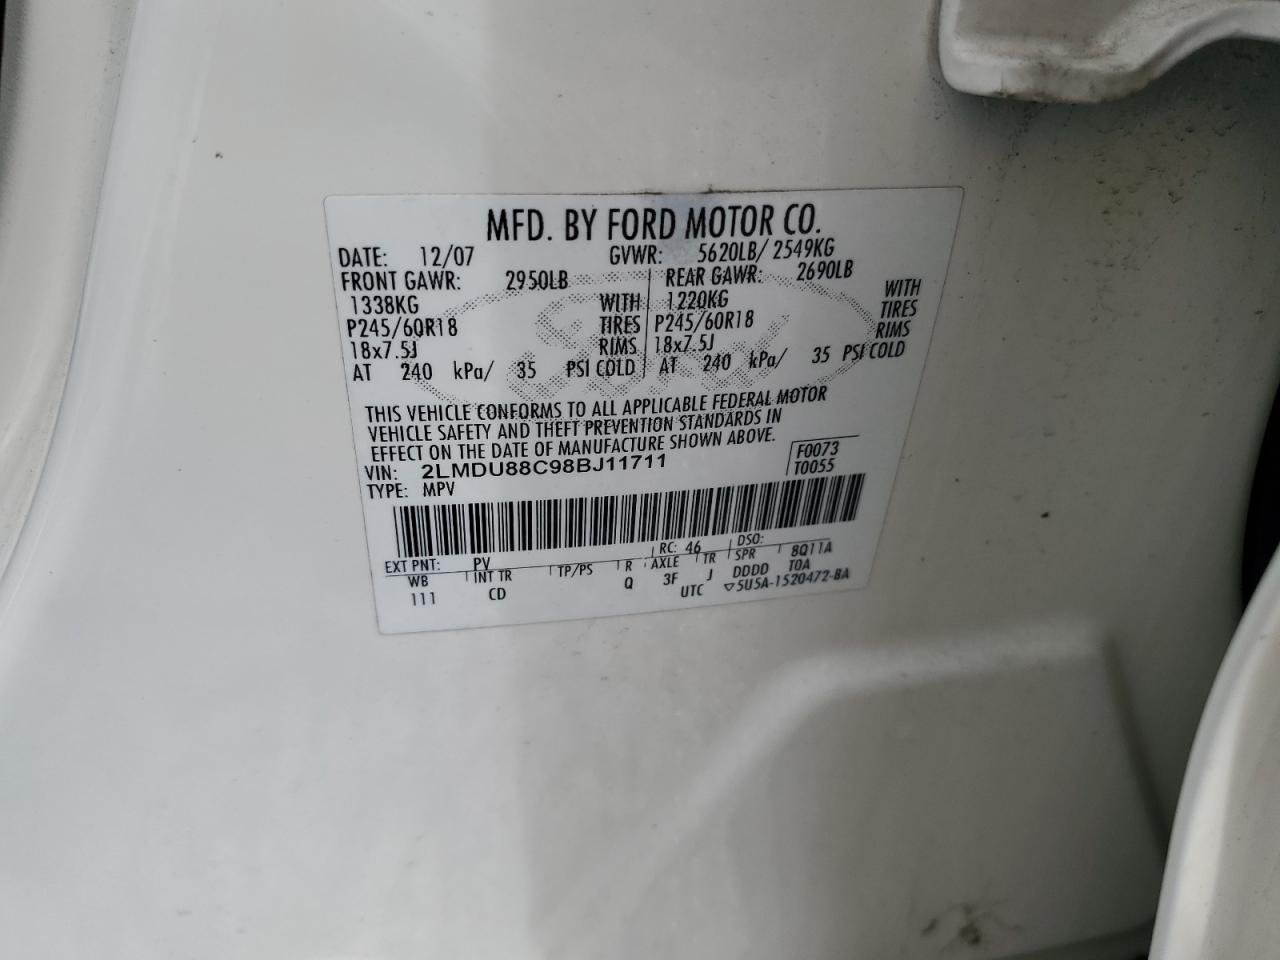 MFD. BY FORD MOTOR CO.
DATE: 12/07 GVWR: 5620LB/ 2549KG
FRONT GAWR: 2950LB REAR GAWR: 2690LB
1338KG WITH 1220KG WITH
P245/60R18 TIRES P245/60R18 TIRES
18x7.5J RIMS 18x7.5J RIMS
AT 240 kPa/ 35 PSI COLD AT 240 kPa/ 35 PSI COLD
THIS VEHICLE CONFORMS TO ALL APPLICABLE FEDERAL MOTOR
VEHICLE SAFETY AND THEFT PREVENTION STANDARDS IN
EFFECT ON THE DATE OF MANUFACTURE SHOWN ABOVE.
VIN: 2LMDU88C98BJ11711 F0073
TYPE: MPV T0055
EXT PNT: PV RC: 46 DSO:
WB INT TR TP/PS R AXLE TR SPR 8Q11A
111 CD Q 3F J DDDD TOA
UTC ▽5U5A-1520472-BA